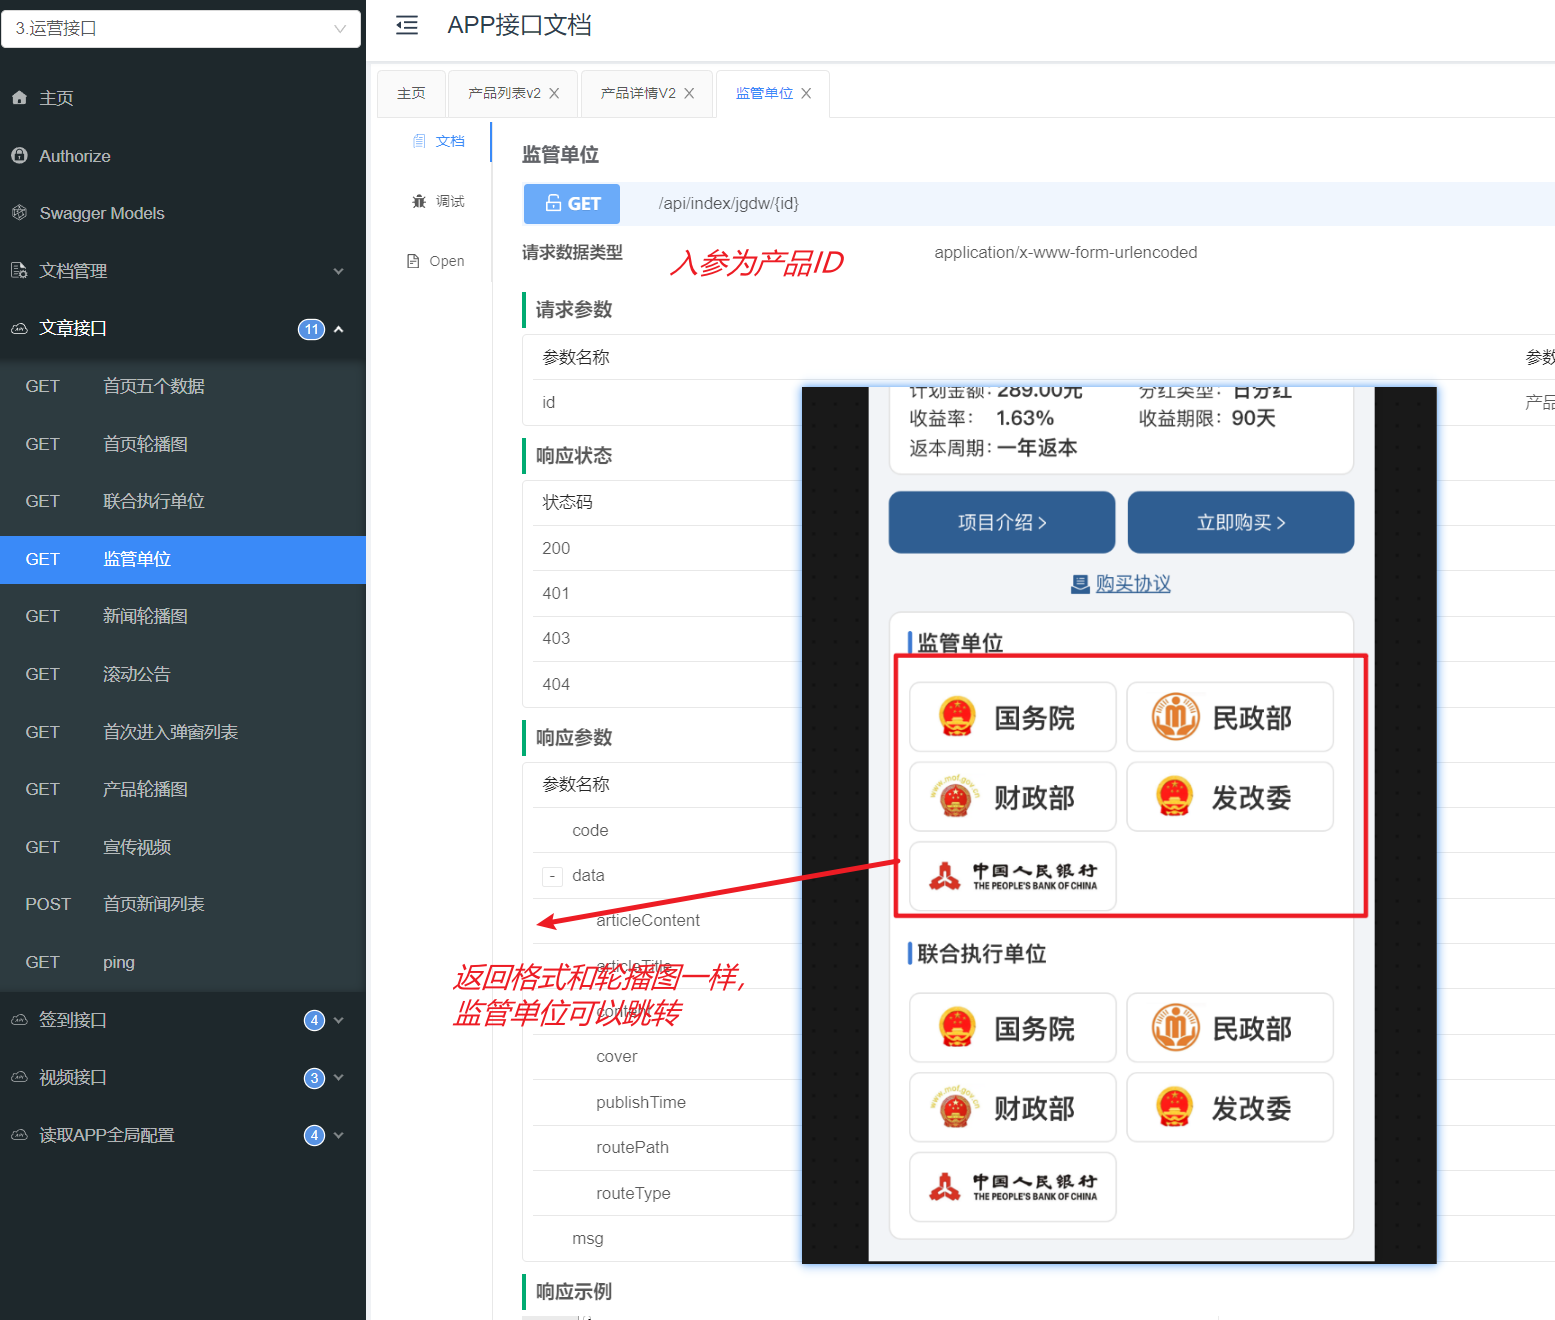 3.运营接口
主页
Authorize
Swagger Models
文档管理
文章接口 11
GET 首页五个数据
GET 首页轮播图
GET 联合执行单位
GET 监管单位
GET 新闻轮播图
GET 滚动公告
GET 首次进入弹窗列表
GET 产品轮播图
GET 宣传视频
POST 首页新闻列表
GET ping
签到接口 4
视频接口 3
读取APP全局配置 4
APP接口文档
主页 产品列表v2 产品详情V2 监管单位
文档
调试
Open
监管单位
GET /api/index/jgdw/{id}
请求数据类型 入参为产品ID application/x-www-form-urlencoded
请求参数
参数名称 参数
id 产品
响应状态
状态码
200
401
403
404
响应参数
参数名称
code
- data
articleContent
articleTitle
content
cover
publishTime
routePath
routeType
msg
响应示例
返回格式和轮播图一样，
监管单位可以跳转
计划金额：289.00元 分红类型：日分红
收益率： 1.63% 收益期限：90天
返本周期：一年返本
项目介绍 > 立即购买 >
购买协议
监管单位
国务院 民政部
www.mof.gov.cn 财政部 发改委
中国人民银行
THE PEOPLE'S BANK OF CHINA
联合执行单位
国务院 民政部
www.mof.gov.cn 财政部 发改委
中国人民银行
THE PEOPLE'S BANK OF CHINA